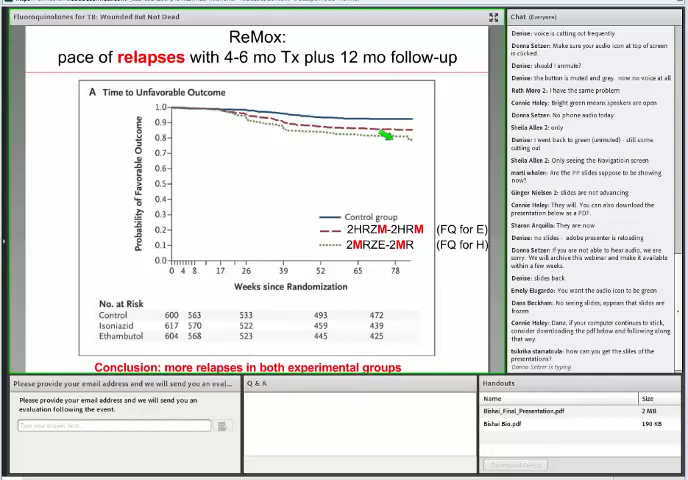 Fluoroquinolones for TB: Wounded But Not Dead
ReMox:
pace of relapses with 4-6 mo Tx plus 12 mo follow-up
A Time to Unfavorable Outcome
Probability of Favorable Outcome
1.0
0.9
0.8
0.7
0.6
0.5
0.4
0.3
0.2
0.1
0.0
Control group
2HRZM-2HRM (FQ for E)
2MRZE-2MR (FQ for H)
0 4 8 17 26 39 52 65 78
Weeks since Randomization
No. at Risk
Control 600 563 533 493 472
Isoniazid 617 570 522 459 439
Ethambutol 604 568 523 445 425
Conclusion: more relapses in both experimental groups
Chat (Everyone)
Denise: voice is cutting out frequently
Donna Setzer: Make sure your audio icon at top of screen
is clicked.
Denise: should I unmute?
Denise: the button is muted and grey. now no voice at all
Ruth Moro 2: I have the same problem
Connie Haley: Bright green means speakers are open
Donna Setzer: No phone audio today.
Sheila Allen 2: only
Denise: I went back to green (unmuted) - still some
cutting out
Sheila Allen 2: Only seeing the Navigation screen
marti whaler: Are the PP slides suppose to be showing
now?
Ginger Nielsen 2: slides are not advancing
Connie Haley: They will. You can also download the
presentation below as a PDF.
Sharon Arquilla: They are now
Denise: no slides - adobe presenter is reloading
Donna Setzer: If you are not able to hear audio, we are
sorry. We will archive this webinar and make it available
within a few weeks.
Denise: slides back
Emely Elugardo: You want the audio icon to be green
Dane Beckham: No seeing slides, appears that slides are
frozen
Connie Haley: Dane, if your computer continues to stick,
consider downloading the pdf below and following along
that way.
how can you get the slides of the
presentations?
Donna Setzer is typing.
Please provide your email address and we will send you an eval...
Please provide your email address and we will send you an
evaluation following the event.
Type your answer here...
Q & A
Handouts
Name Size
Bishai_Final_Presentation.pdf 2 MB
Bishai Bio.pdf 190 KB